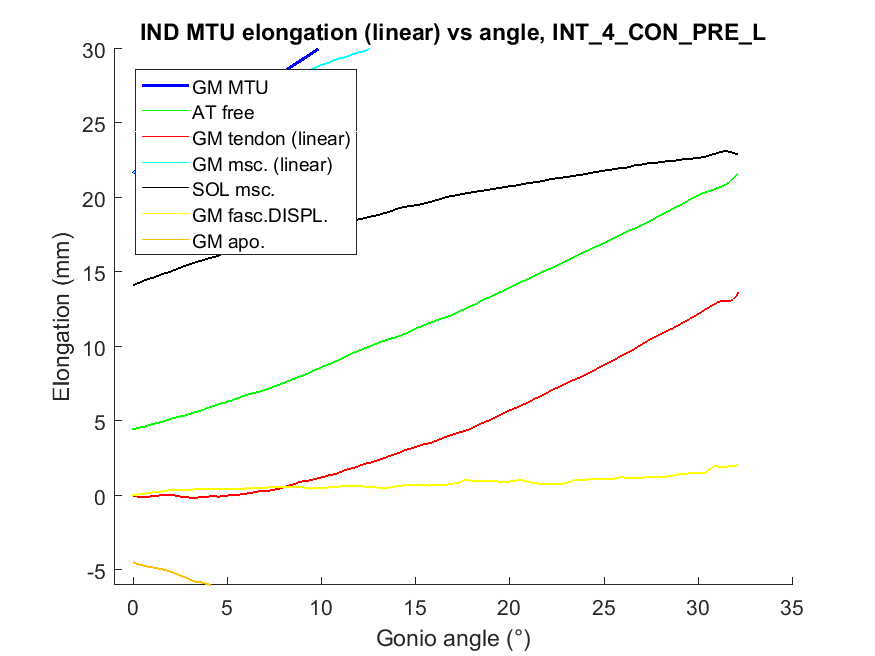 IND MTU elongation (linear) vs angle, INT_4_CON_PRE_L
30
25
20
15
10
5
0
-5
GM MTU
AT free
GM tendon (linear)
GM msc. (linear)
SOL msc.
GM fasc.DISPL.
GM apo.
Elongation (mm)
0 5 10 15 20 25 30 35
Gonio angle (°)